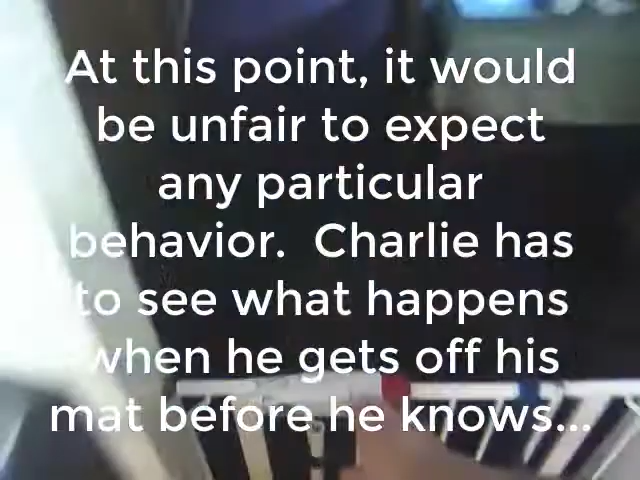 At this point, it would
be unfair to expect
any particular
behavior.  Charlie has
to see what happens
when he gets off his
mat before he knows...